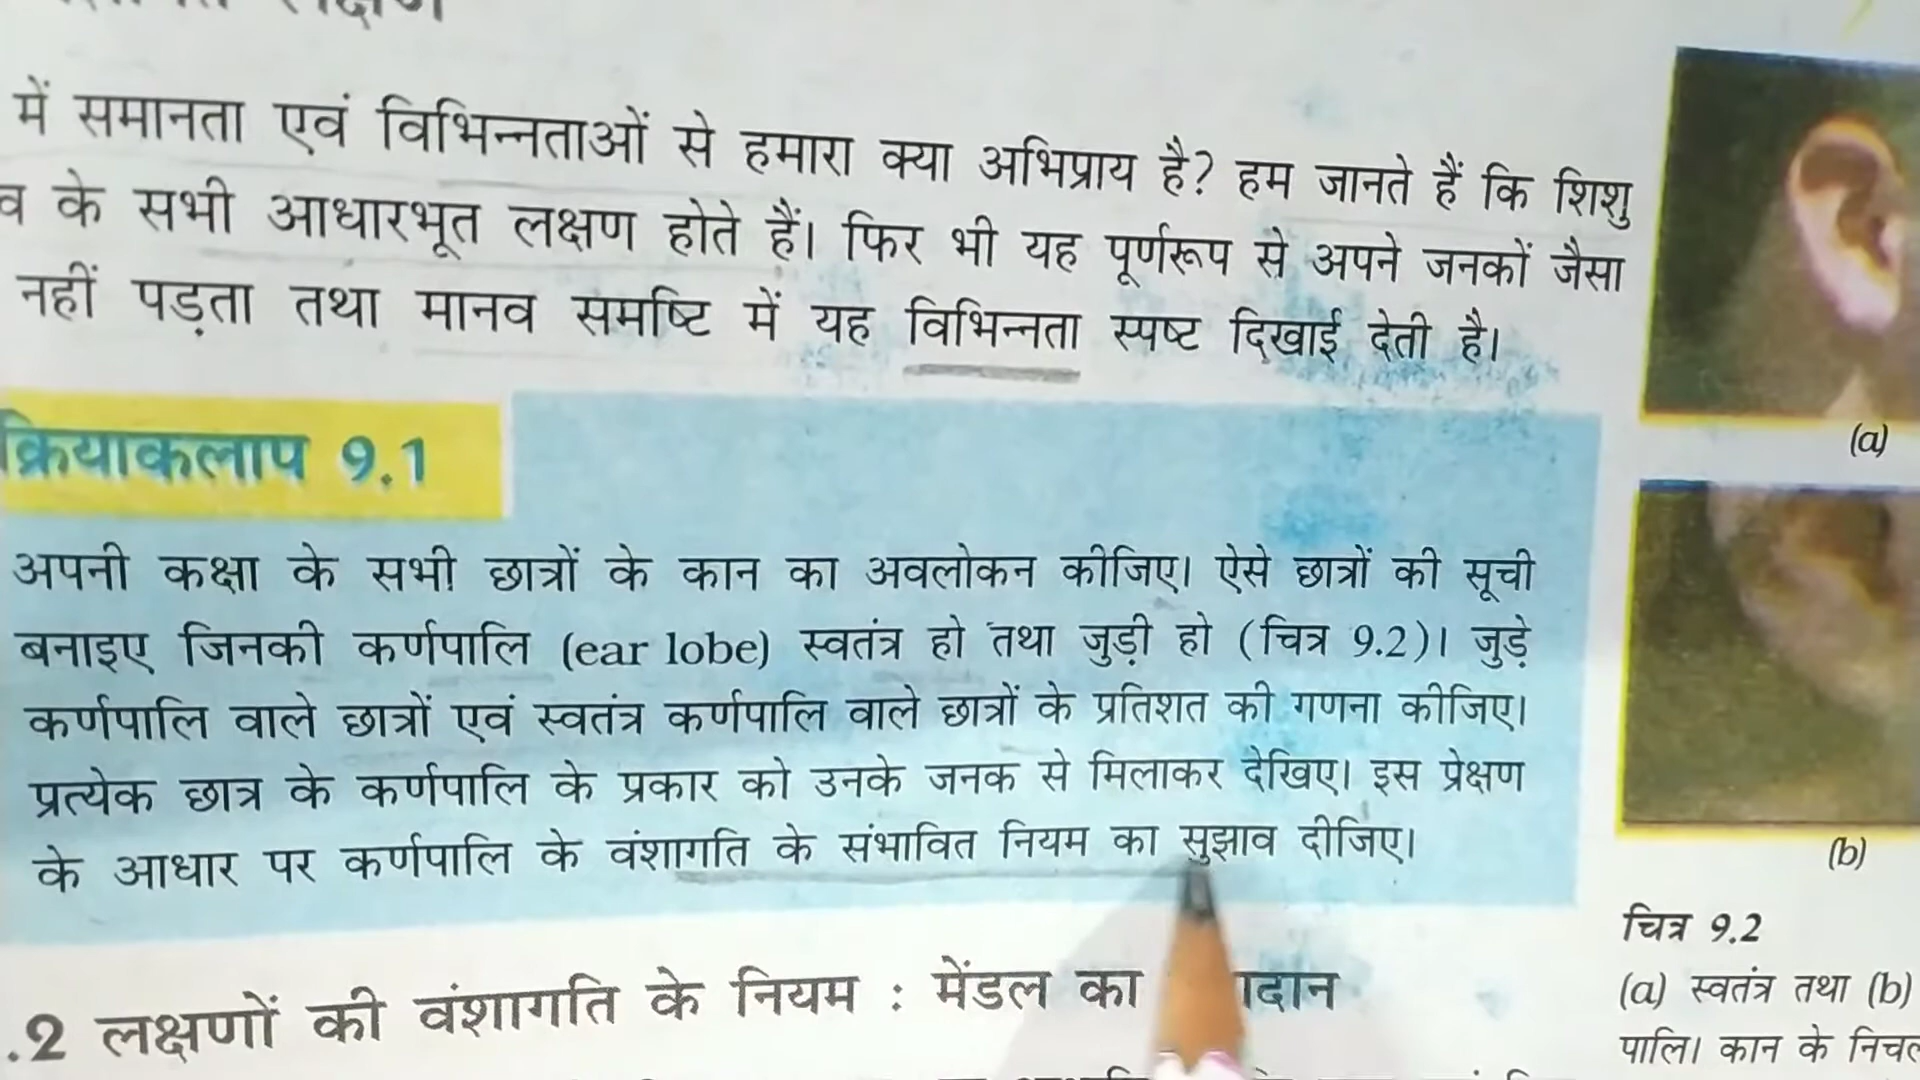 में समानता एवं विभिन्नताओं से हमारा क्या अभिप्राय है? हम जानते हैं कि शिशु
के सभी आधारभूत लक्षण होते हैं। फिर भी यह पूर्णरूप से अपने जनकों जैसा
नहीं पड़ता तथा मानव समष्टि में यह विभिन्नता स्पष्ट दिखाई देती है।
क्रियाकलाप 9.1
अपनी कक्षा के सभी छात्रों के कान का अवलोकन कीजिए। ऐसे छात्रों की सूची
बनाइए जिनकी कर्णपालि (ear lobe) स्वतंत्र हो तथा जुड़ी हो (चित्र 9.2)। जुड़े
कर्णपालि वाले छात्रों एवं स्वतंत्र कर्णपालि वाले छात्रों के प्रतिशत की गणना कीजिए।
प्रत्येक छात्र के कर्णपालि के प्रकार को उनके जनक से मिलाकर देखिए। इस प्रेक्षण
के आधार पर कर्णपालि के वंशागति के संभावित नियम का सुझाव दीजिए।
.2 लक्षणों की वंशागति के नियम : मेंडल का
(a)
(b)
चित्र 9.2
(a) स्वतंत्र तथा (b)
पालि। कान के